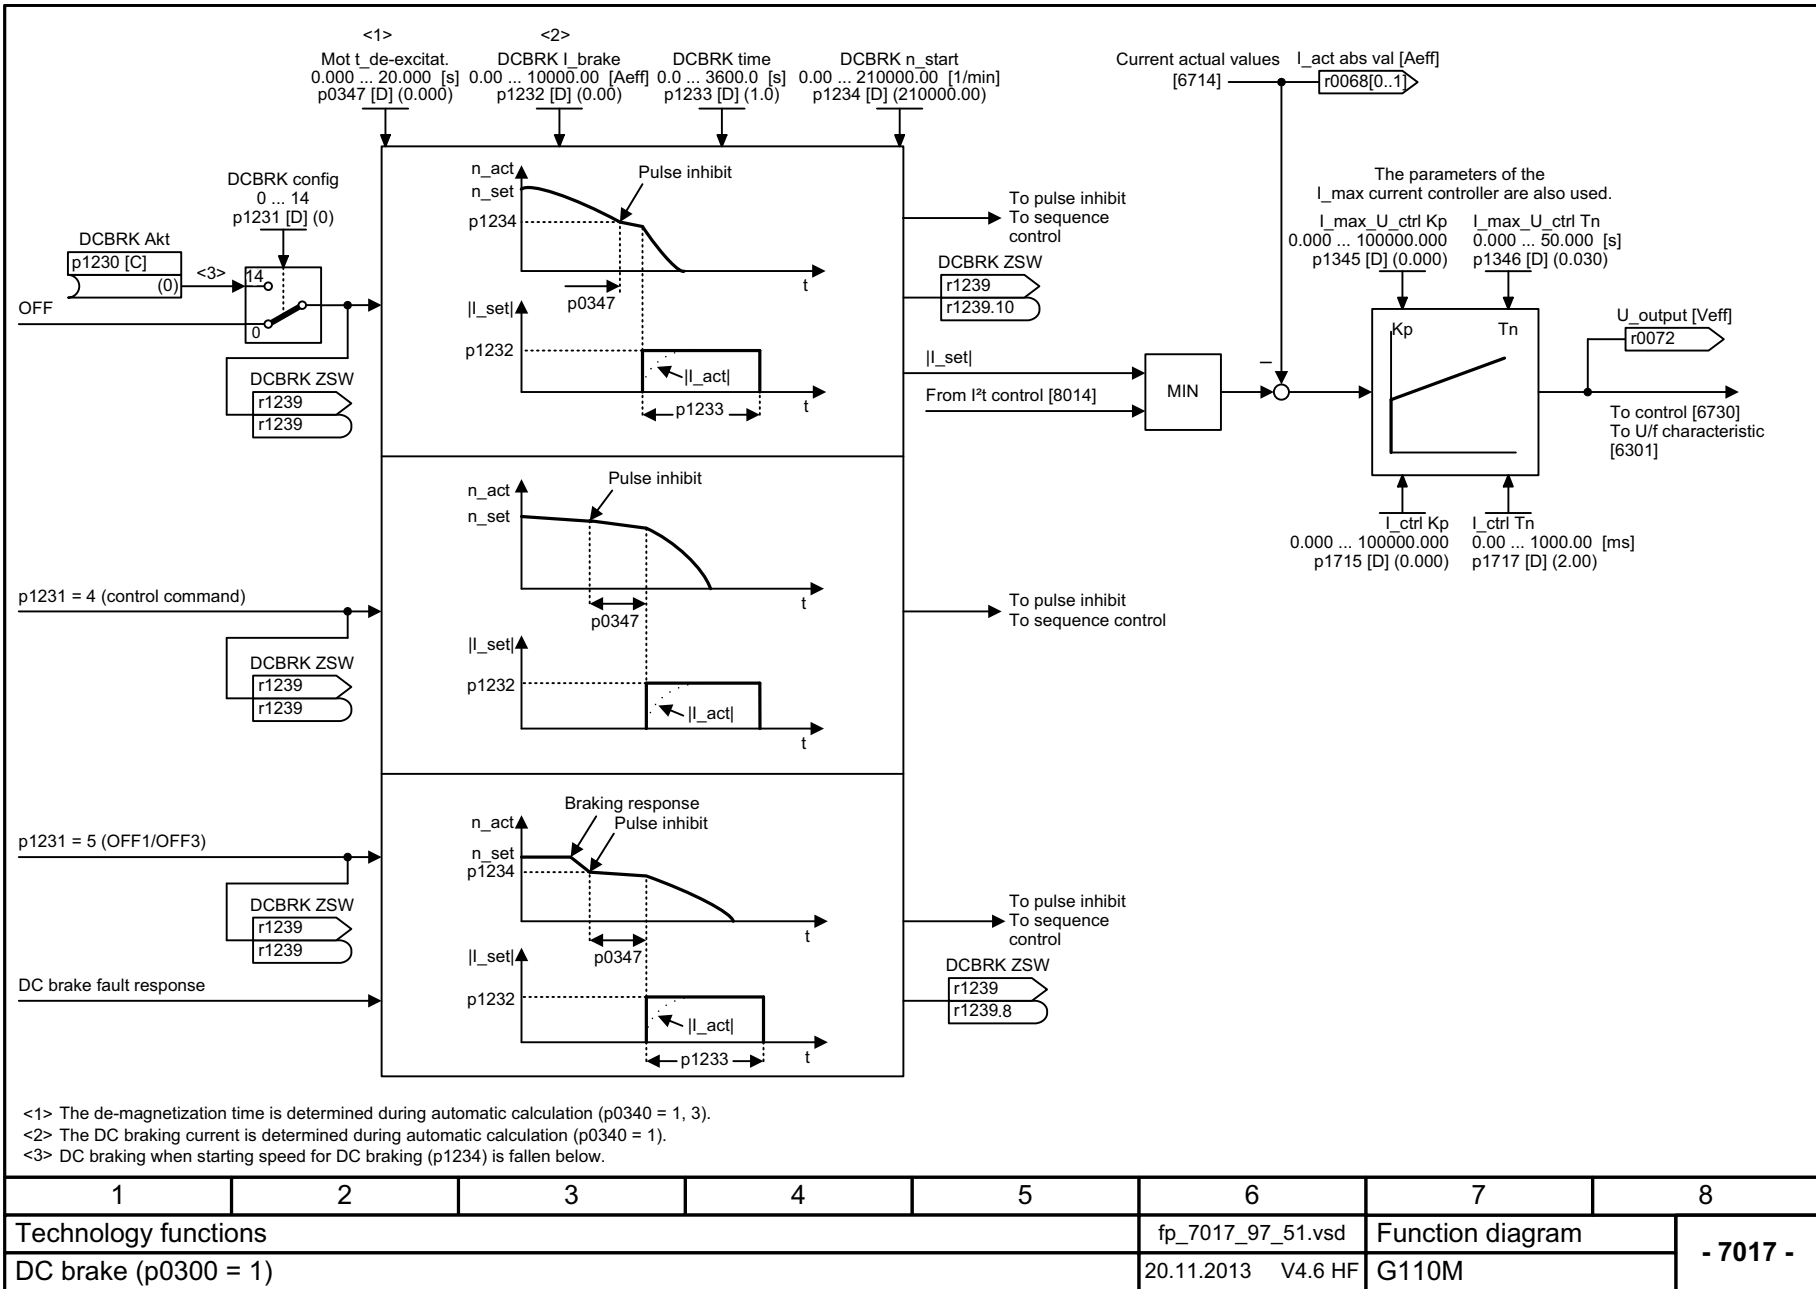 <1>
Mot t_de-excitat.
0.000 ... 20.000 [s]
p0347 [D] (0.000)
<2>
DCBRK I_brake
0.00 ... 10000.00 [Aeff]
p1232 [D] (0.00)
DCBRK time
0.0 ... 3600.0 [s]
p1233 [D] (1.0)
DCBRK n_start
0.00 ... 210000.00 [1/min]
p1234 [D] (210000.00)
Current actual values
[6714]
I_act abs val [Aeff]
r0068[0..1]
DCBRK config
0 ... 14
p1231 [D] (0)
DCBRK Akt
p1230 [C]
(0)
<3>
14
0
OFF
DCBRK ZSW
r1239
r1239
n_act
n_set
p1234
Pulse inhibit
t
p0347
|I_set|
p1232
|I_act|
p1233
t
To pulse inhibit
To sequence
control
DCBRK ZSW
r1239
r1239.10
|I_set|
From I²t control [8014]
MIN
–
The parameters of the
I_max current controller are also used.
I_max_U_ctrl Kp
0.000 ... 100000.000
p1345 [D] (0.000)
I_max_U_ctrl Tn
0.000 ... 50.000 [s]
p1346 [D] (0.030)
Kp
Tn
U_output [Veff]
r0072
To control [6730]
To U/f characteristic
[6301]
I_ctrl Kp
0.000 ... 100000.000
p1715 [D] (0.000)
I_ctrl Tn
0.00 ... 1000.00 [ms]
p1717 [D] (2.00)
p1231 = 4 (control command)
DCBRK ZSW
r1239
r1239
n_act
n_set
Pulse inhibit
t
p0347
|I_set|
p1232
|I_act|
t
To pulse inhibit
To sequence control
p1231 = 5 (OFF1/OFF3)
DCBRK ZSW
r1239
r1239
DC brake fault response
Braking response
Pulse inhibit
n_act
n_set
p1234
t
p0347
|I_set|
p1232
|I_act|
p1233
t
To pulse inhibit
To sequence
control
DCBRK ZSW
r1239
r1239.8
<1> The de-magnetization time is determined during automatic calculation (p0340 = 1, 3).
<2> The DC braking current is determined during automatic calculation (p0340 = 1).
<3> DC braking when starting speed for DC braking (p1234) is fallen below.
1 2 3 4 5 6 7 8
Technology functions
fp_7017_97_51.vsd
Function diagram
- 7017 -
DC brake (p0300 = 1)
20.11.2013 V4.6 HF
G110M